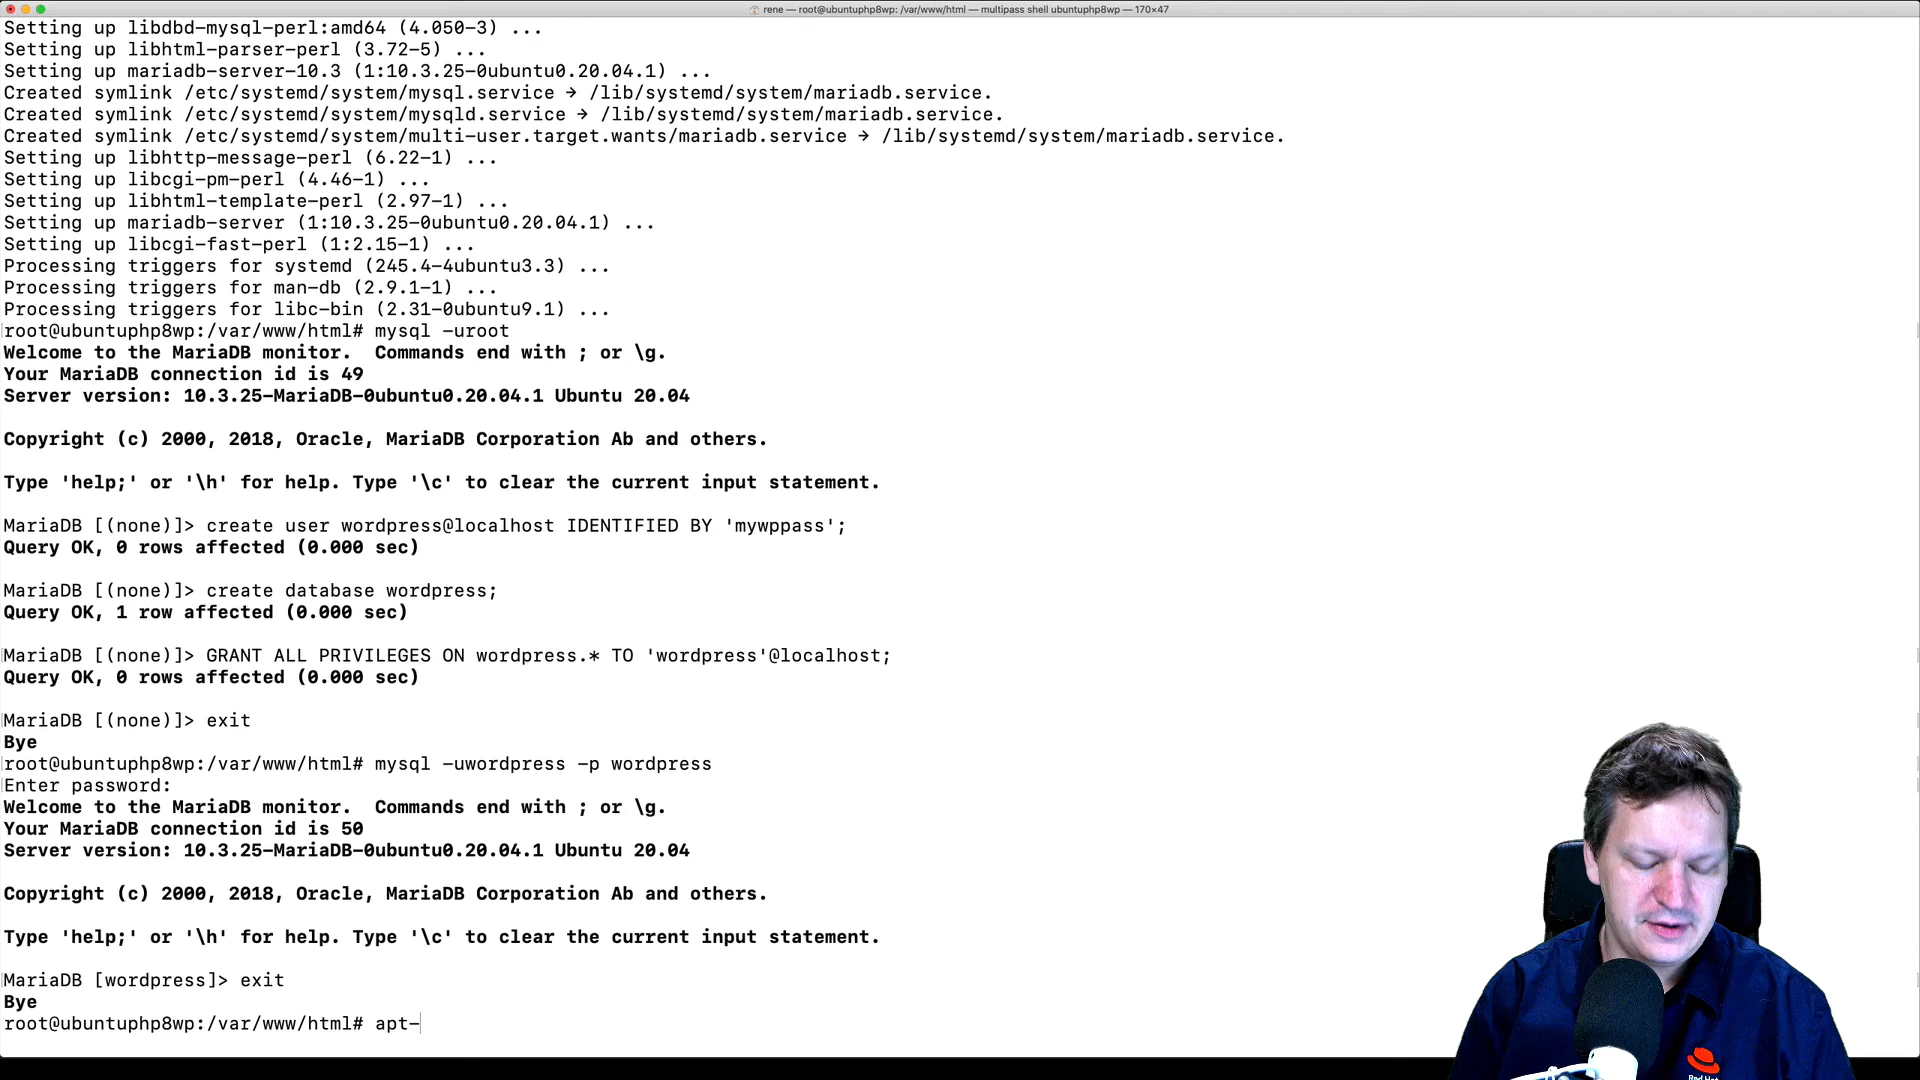 rene — root@ubuntuphp8wp: /var/www/html — multipass shell ubuntuphp8wp — 170×47
Setting up libdbd-mysql-perl:amd64 (4.050-3) ...
Setting up libhtml-parser-perl (3.72-5) ...
Setting up mariadb-server-10.3 (1:10.3.25-0ubuntu0.20.04.1) ...
Created symlink /etc/systemd/system/mysql.service → /lib/systemd/system/mariadb.service.
Created symlink /etc/systemd/system/mysqld.service → /lib/systemd/system/mariadb.service.
Created symlink /etc/systemd/system/multi-user.target.wants/mariadb.service → /lib/systemd/system/mariadb.service.
Setting up libhttp-message-perl (6.22-1) ...
Setting up libcgi-pm-perl (4.46-1) ...
Setting up libhtml-template-perl (2.97-1) ...
Setting up mariadb-server (1:10.3.25-0ubuntu0.20.04.1) ...
Setting up libcgi-fast-perl (1:2.15-1) ...
Processing triggers for systemd (245.4-4ubuntu3.3) ...
Processing triggers for man-db (2.9.1-1) ...
Processing triggers for libc-bin (2.31-0ubuntu9.1) ...
root@ubuntuphp8wp:/var/www/html# mysql -uroot
Welcome to the MariaDB monitor.  Commands end with ; or \g.
Your MariaDB connection id is 49
Server version: 10.3.25-MariaDB-0ubuntu0.20.04.1 Ubuntu 20.04
Copyright (c) 2000, 2018, Oracle, MariaDB Corporation Ab and others.
Type 'help;' or '\h' for help. Type '\c' to clear the current input statement.
MariaDB [(none)]> create user wordpress@localhost IDENTIFIED BY 'mywppass';
Query OK, 0 rows affected (0.000 sec)
MariaDB [(none)]> create database wordpress;
Query OK, 1 row affected (0.000 sec)
MariaDB [(none)]> GRANT ALL PRIVILEGES ON wordpress.* TO 'wordpress'@localhost;
Query OK, 0 rows affected (0.000 sec)
MariaDB [(none)]> exit
Bye
root@ubuntuphp8wp:/var/www/html# mysql -uwordpress -p wordpress
Enter password:
Welcome to the MariaDB monitor.  Commands end with ; or \g.
Your MariaDB connection id is 50
Server version: 10.3.25-MariaDB-0ubuntu0.20.04.1 Ubuntu 20.04
Copyright (c) 2000, 2018, Oracle, MariaDB Corporation Ab and others.
Type 'help;' or '\h' for help. Type '\c' to clear the current input statement.
MariaDB [wordpress]> exit
Bye
root@ubuntuphp8wp:/var/www/html# apt-
Red Hat